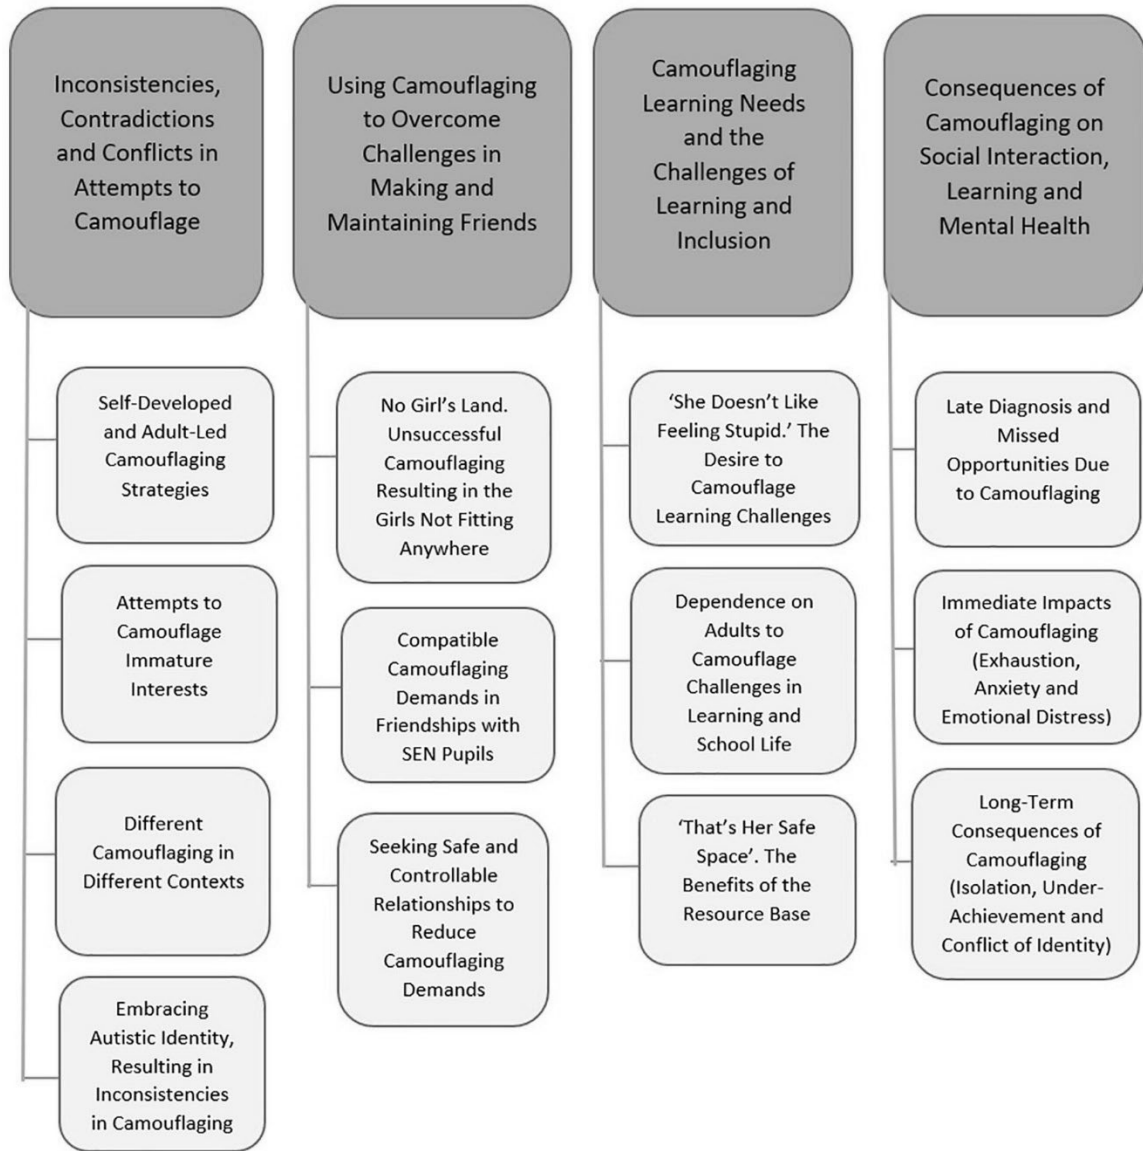 Inconsistencies,
Contradictions
and Conflicts in
Attempts to
Camouflage
Self-Developed
and Adult-Led
Camouflaging
Strategies
Attempts to
Camouflage
Immature
Interests
Different
Camouflaging in
Different Contexts
Embracing
Autistic Identity,
Resulting in
Inconsistencies
in Camouflaging
Using Camouflaging
to Overcome
Challenges in
Making and
Maintaining Friends
No Girl’s Land.
Unsuccessful
Camouflaging
Resulting in the
Girls Not Fitting
Anywhere
Compatible
Camouflaging
Demands in
Friendships with
SEN Pupils
Seeking Safe and
Controllable
Relationships to
Reduce
Camouflaging
Demands
Camouflaging
Learning Needs
and the
Challenges of
Learning and
Inclusion
‘She Doesn’t Like
Feeling Stupid.’ The
Desire to
Camouflage
Learning Challenges
Dependence on
Adults to
Camouflage
Challenges in
Learning and
School Life
‘That’s Her Safe
Space’. The
Benefits of the
Resource Base
Consequences of
Camouflaging on
Social Interaction,
Learning and
Mental Health
Late Diagnosis and
Missed
Opportunities Due
to Camouflaging
Immediate Impacts
of Camouflaging
(Exhaustion,
Anxiety and
Emotional Distress)
Long-Term
Consequences of
Camouflaging
(Isolation, Under-
Achievement and
Conflict of Identity)